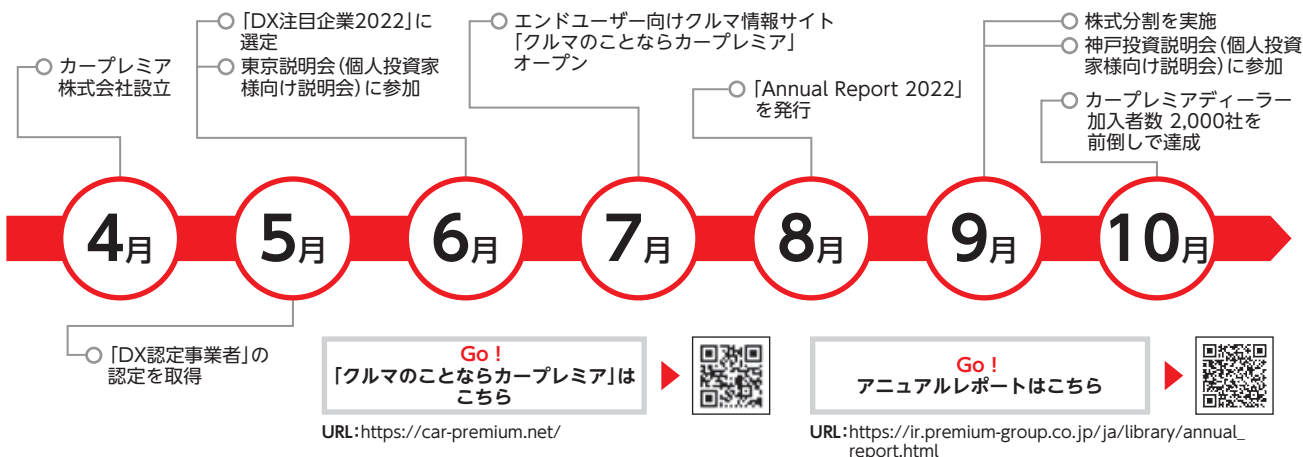 カープレミア
株式会社設立
「DX注目企業2022」に
選定
東京説明会(個人投資家
様向け説明会)に参加
エンドユーザー向けクルマ情報サイト
「クルマのことならカープレミア」
オープン
「Annual Report 2022」
を発行
株式分割を実施
神戸投資説明会(個人投資
家様向け説明会)に参加
カープレミアディーラー
加入者数 2,000社を
前倒しで達成
4月
5月
6月
7月
8月
9月
10月
「DX認定事業者」の
認定を取得
Go！
「クルマのことならカープレミア」は
こちら
URL:https://car-premium.net/
Go！
アニュアルレポートはこちら
URL:https://ir.premium-group.co.jp/ja/library/annual_
report.html